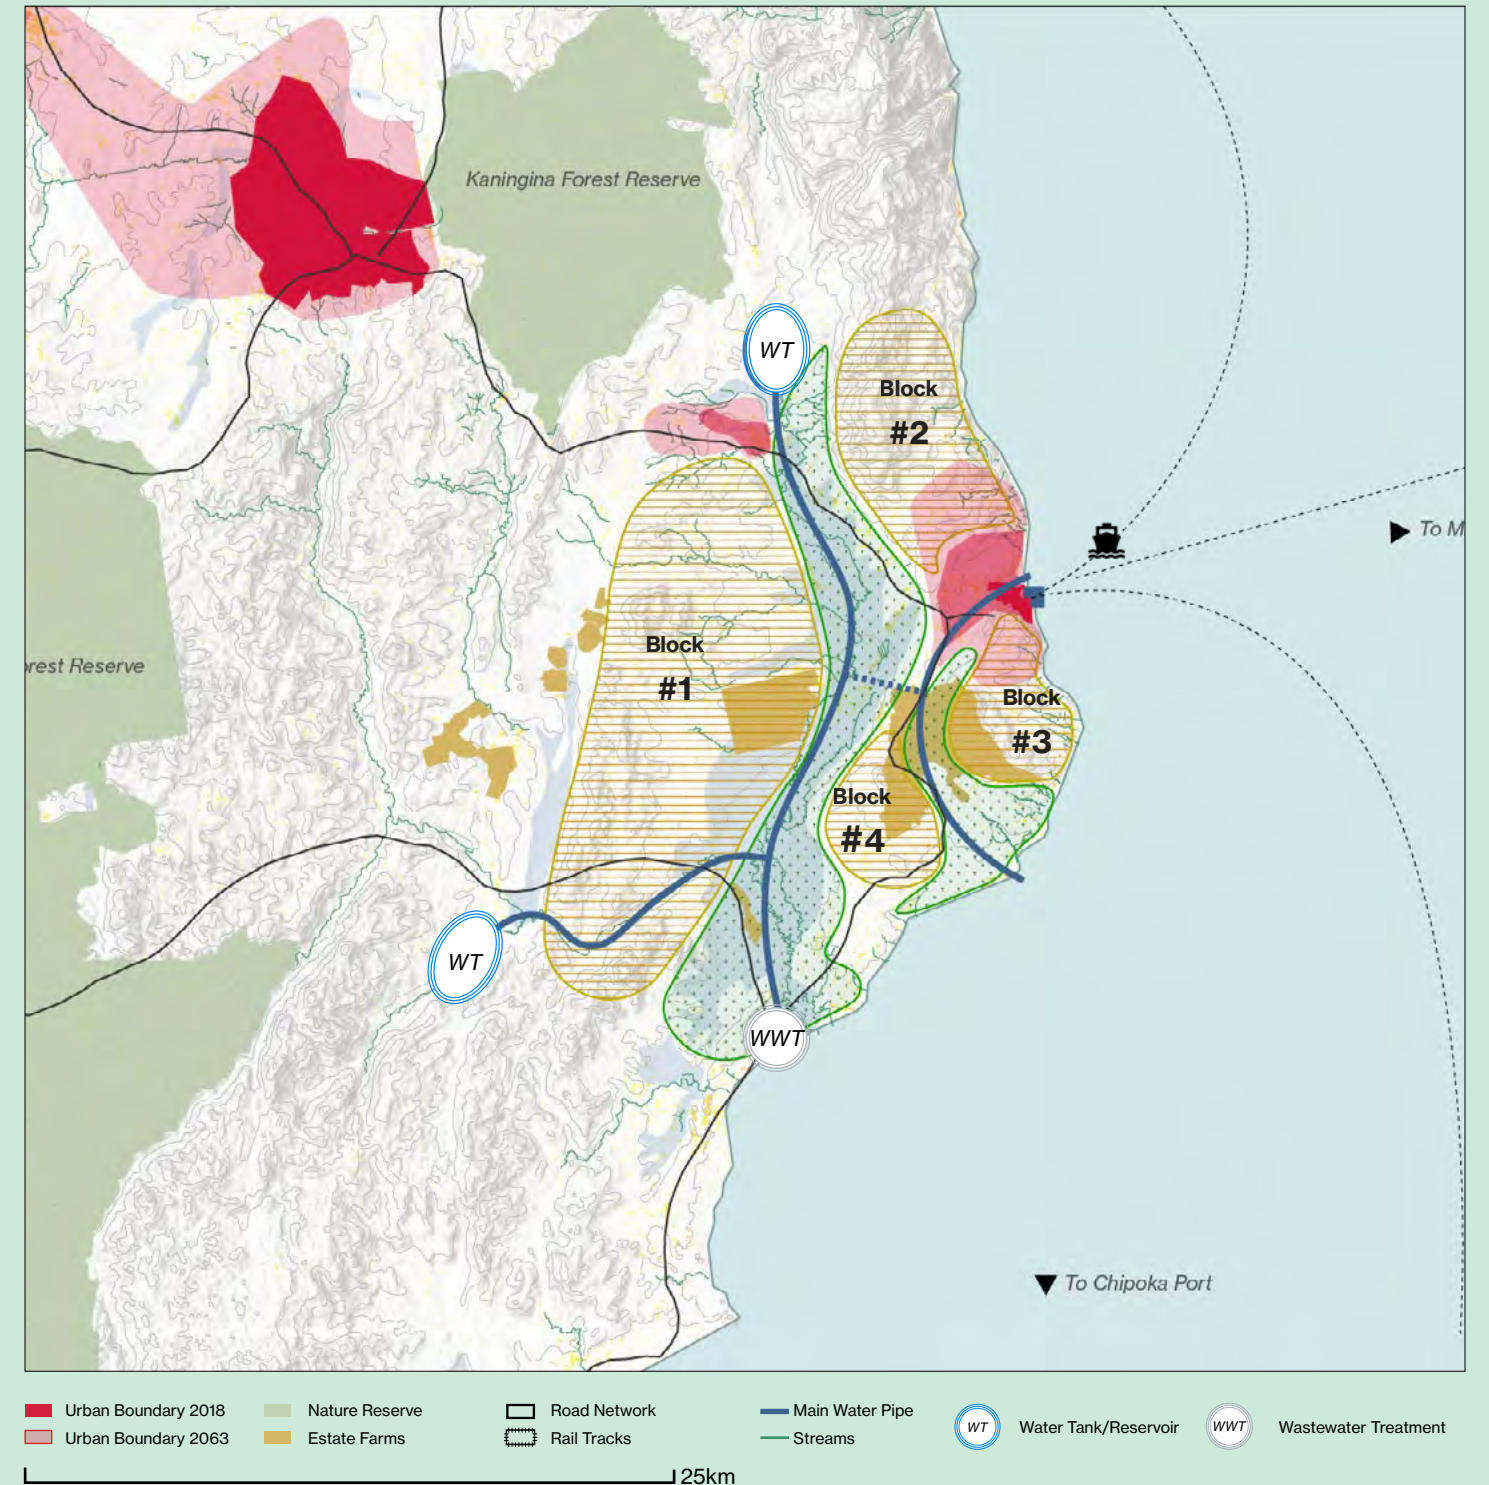 Kaningina Forest Reserve
WT
Block
#2
To M
Block
#1
rest Reserve
Block
#3
Block
#4
WT
WWT
To Chipoka Port
Urban Boundary 2018
Nature Reserve
Road Network
Main Water Pipe
WT
Water Tank/Reservoir
WWT
Wastewater Treatment
Urban Boundary 2063
Estate Farms
Rail Tracks
Streams
25km